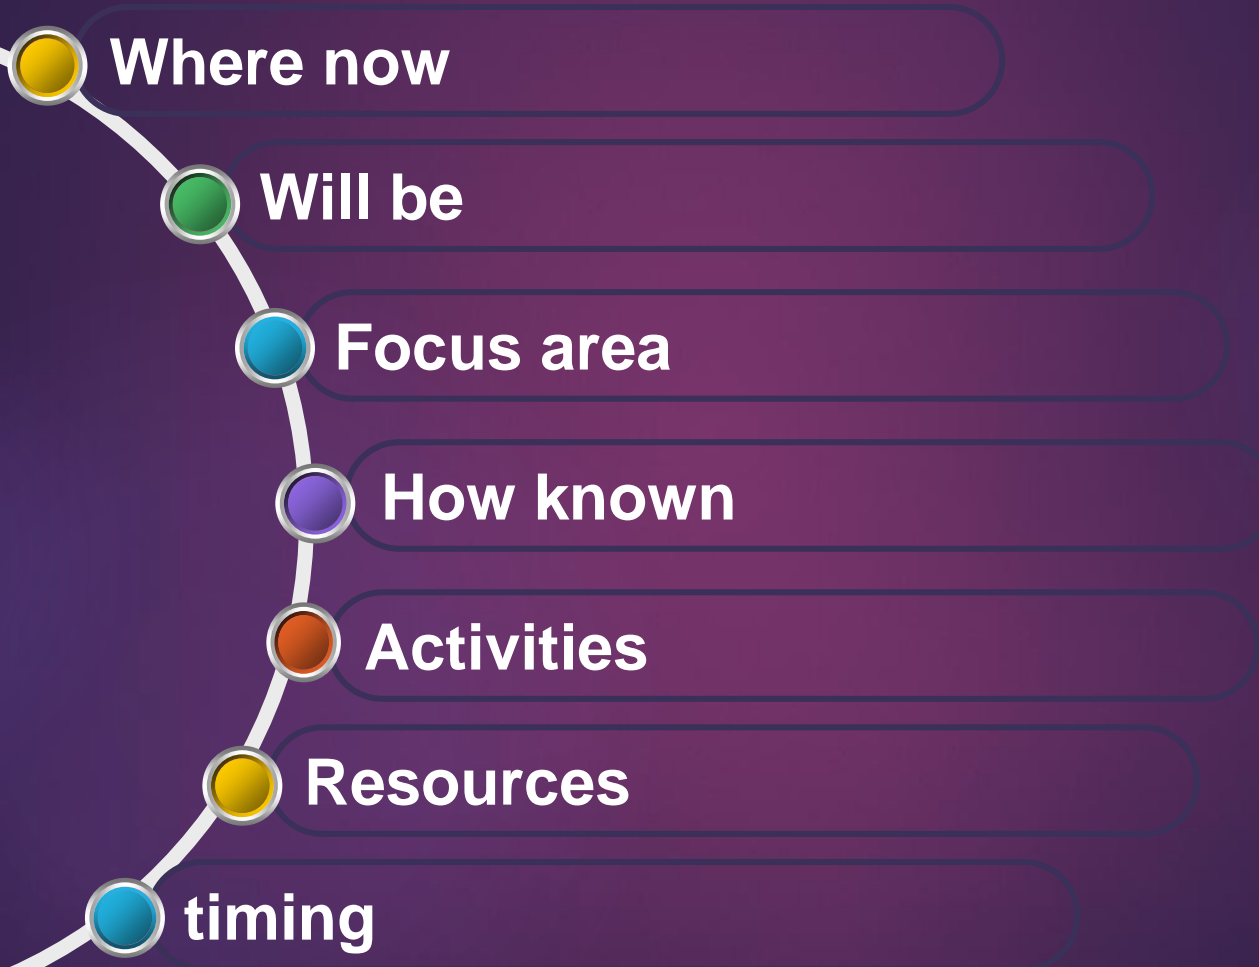 Where now
Will be
Focus area
How known
Activities
Resources
timing